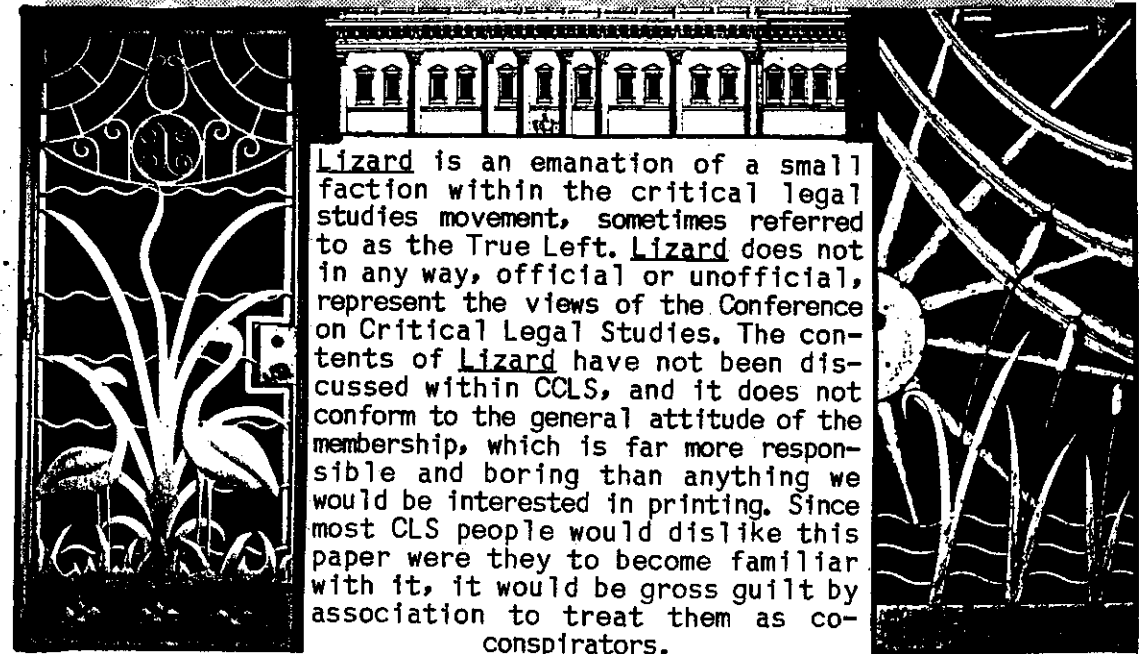 Lizard is an emanation of a small
faction within the critical legal
studies movement, sometimes referred
to as the True Left. Lizard does not
in any way, official or unofficial,
represent the views of the Conference
on Critical Legal Studies. The con-
tents of Lizard have not been dis-
cussed within CCLS, and it does not
conform to the general attitude of the
membership, which is far more respon-
sible and boring than anything we
would be interested in printing. Since
most CLS people would dislike this
paper were they to become familiar
with it, it would be gross guilt by
association to treat them as co-
conspirators.